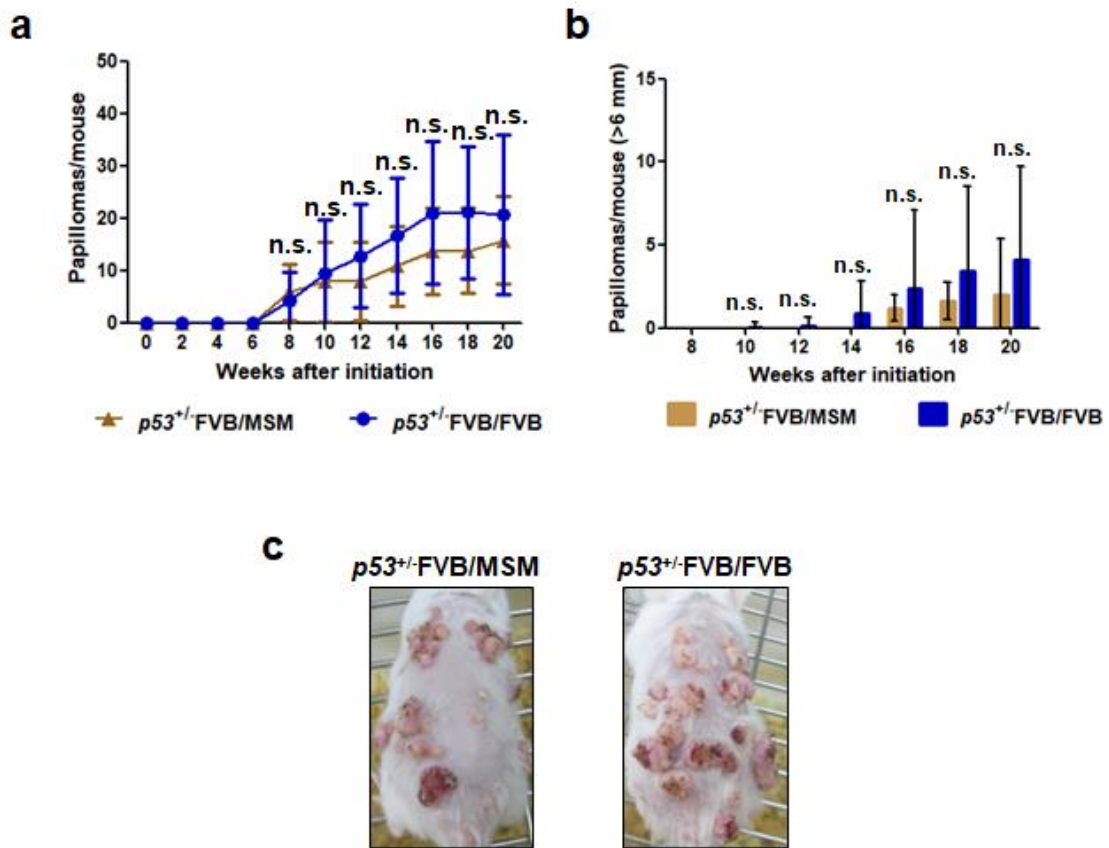 a
50
40
30
20
10
0
Papillomas/mouse
n.s. n.s. n.s. n.s. n.s. n.s. n.s.
0 2 4 6 8 10 12 14 16 18 20
Weeks after initiation
p53+/-FVB/MSM p53+/-FVB/FVB
b
15
10
5
0
Papillomas/mouse (>6 mm)
n.s. n.s. n.s. n.s. n.s. n.s.
8 10 12 14 16 18 20
Weeks after initiation
p53+/-FVB/MSM p53+/-FVB/FVB
c
p53+/-FVB/MSM p53+/-FVB/FVB